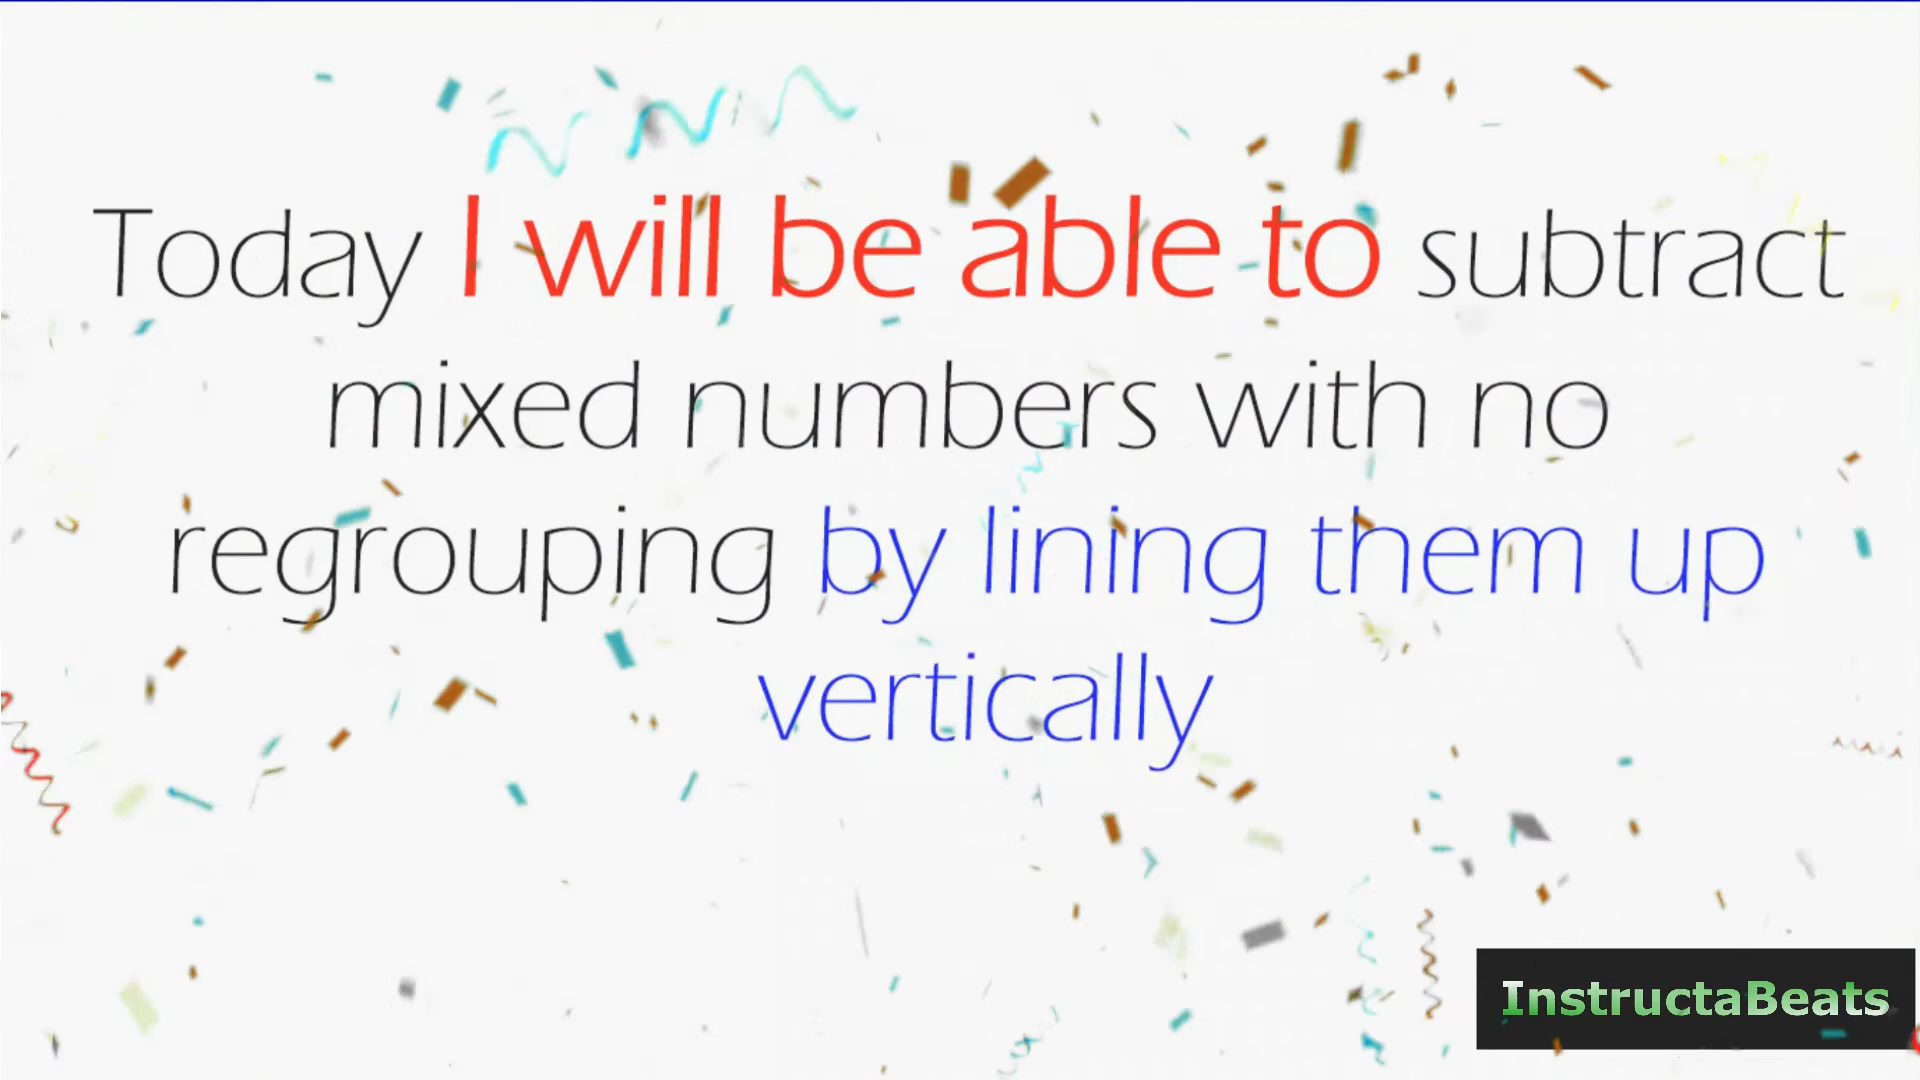 Today I will be able to subtract
mixed numbers with no
regrouping by lining them up
vertically
InstructaBeats